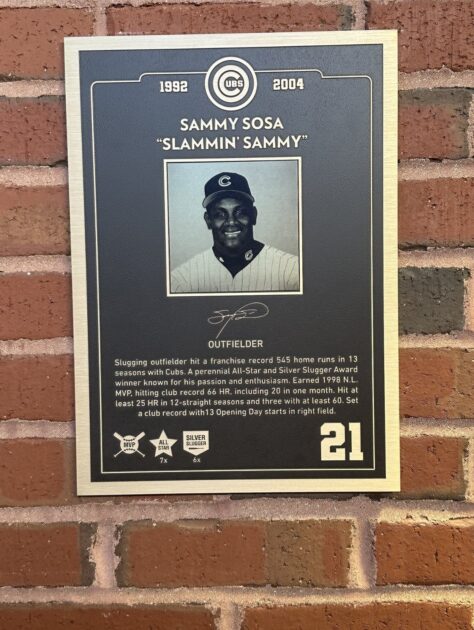 1992 CUBS 2004
SAMMY SOSA
“SLAMMIN’ SAMMY”
C
OUTFIELDER
Slugging outfielder hit a franchise record 545 home runs in 13
seasons with Cubs. A perennial All-Star and Silver Slugger Award
winner known for his passion and enthusiasm. Earned 1998 N.L.
MVP, hitting club record 66 HR, including 20 in one month. Hit at
least 25 HR in 12-straight seasons and three with at least 60. Set
a club record with13 Opening Day starts in right field.
MVP
ALL
STAR
7x
SILVER
SLUGGER
6x
21